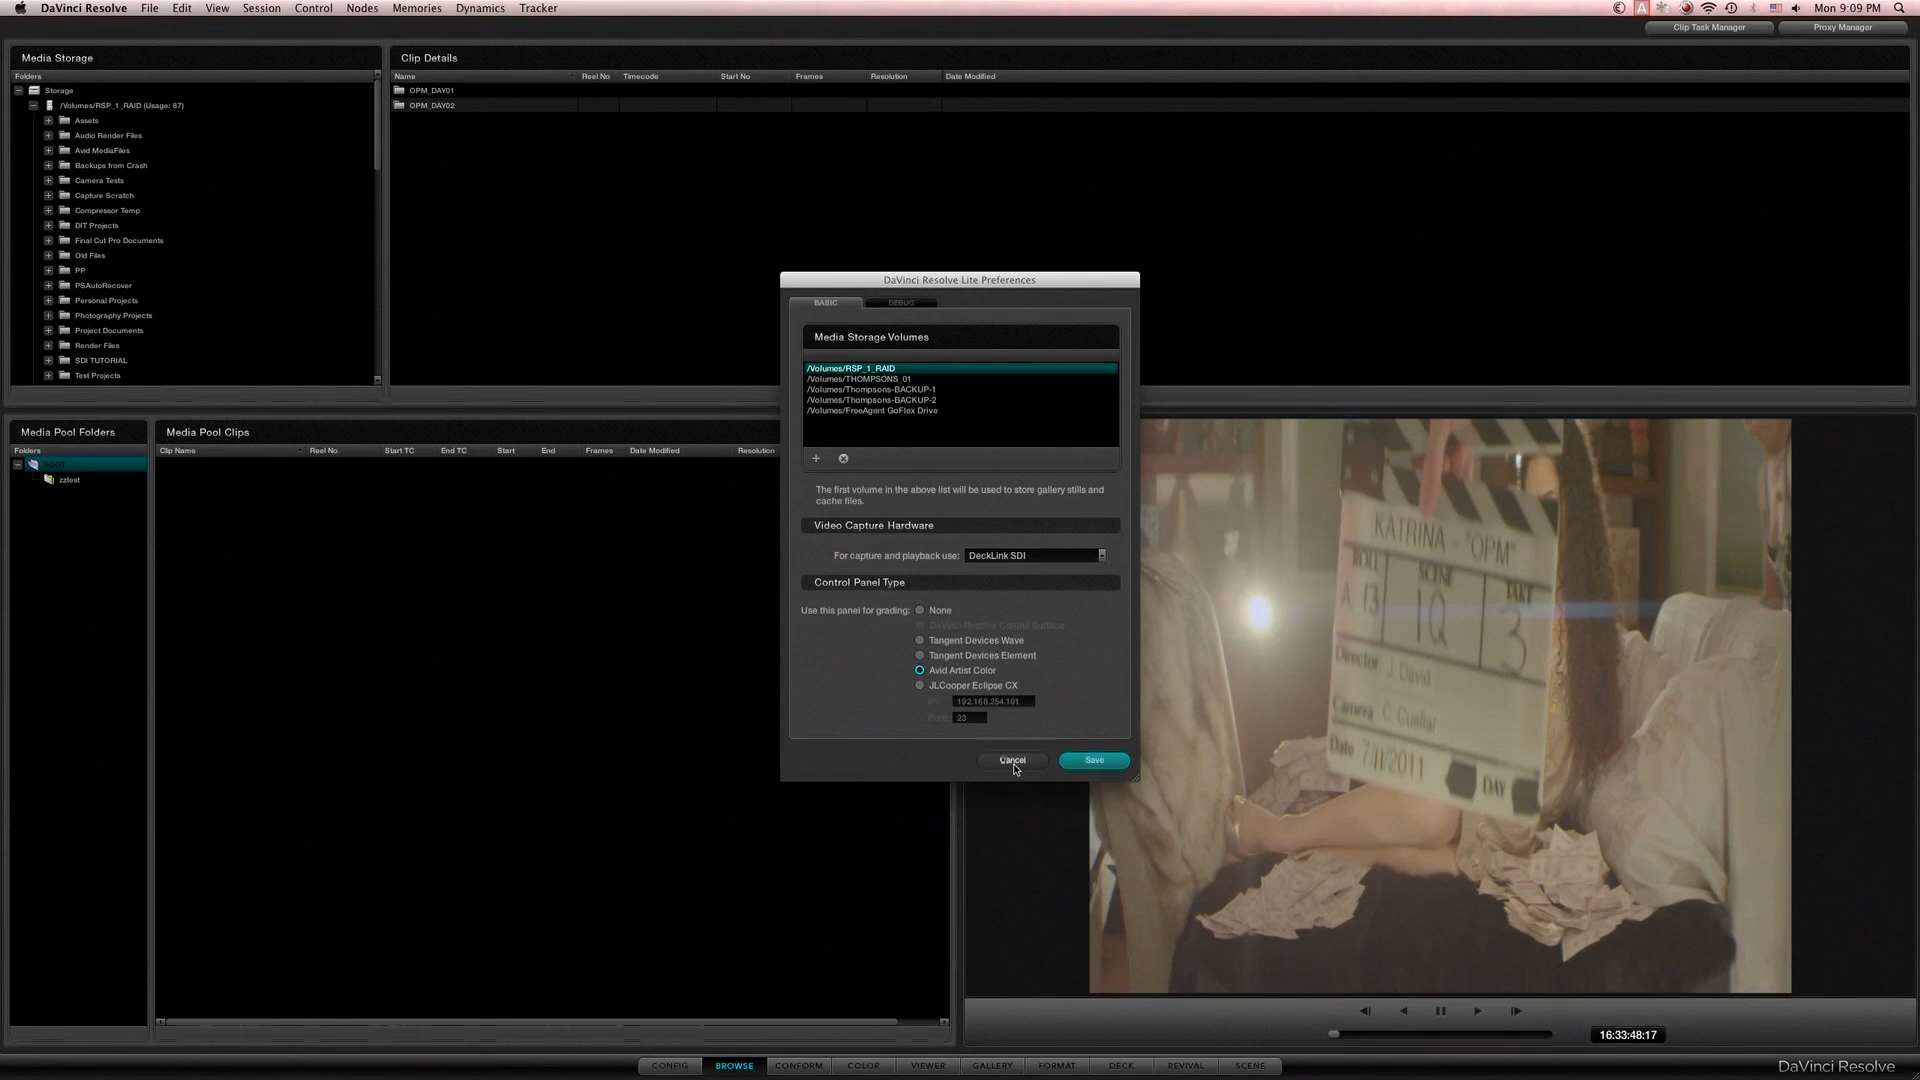 DaVinci Resolve File Edit View Session Control Nodes Memories Dynamics Tracker
Mon 9:09 PM
Clip Task Manager Proxy Manager
Media Storage
Folders
Storage
/Volumes/RSP_1_RAID (Usage: 87)
Assets
Audio Render Files
Avid MediaFiles
Backups from Crash
Camera Tests
Capture Scratch
Compressor Temp
DIT Projects
Final Cut Pro Documents
Old Files
PP
PSAutoRecover
Personal Projects
Photography Projects
Project Documents
Render Files
SDI TUTORIAL
Test Projects
Clip Details
Name Reel No Timecode Start No Frames Resolution Date Modified
OPM_DAY01
OPM_DAY02
DaVinci Resolve Lite Preferences
BASIC DEBUG
Media Storage Volumes
/Volumes/RSP_1_RAID
/Volumes/THOMPSONS_01
/Volumes/Thompsons-BACKUP-1
/Volumes/Thompsons-BACKUP-2
/Volumes/FreeAgent GoFlex Drive
The first volume in the above list will be used to store gallery stills and
cache files.
Video Capture Hardware
For capture and playback use: DeckLink SDI
Control Panel Type
Use this panel for grading: None
DaVinci Resolve Control Surface
Tangent Devices Wave
Tangent Devices Element
Avid Artist Color
JLCooper Eclipse CX
IP: 192.168.254.101
Port: 23
Cancel Save
Media Pool Folders
Folders
ROOT
zztest
Media Pool Clips
Clip Name Reel No Start TC End TC Start End Frames Date Modified Resolution
KATRINA - "OPM"
ROLL SCENE TAKE
A 13 1Q 3
Director J. David
Camera C. Cuellar
Date 7/11/2011 DAY
16:33:48:17
CONFIG BROWSE CONFORM COLOR VIEWER GALLERY FORMAT DECK REVIVAL SCENE
DaVinci Resolve